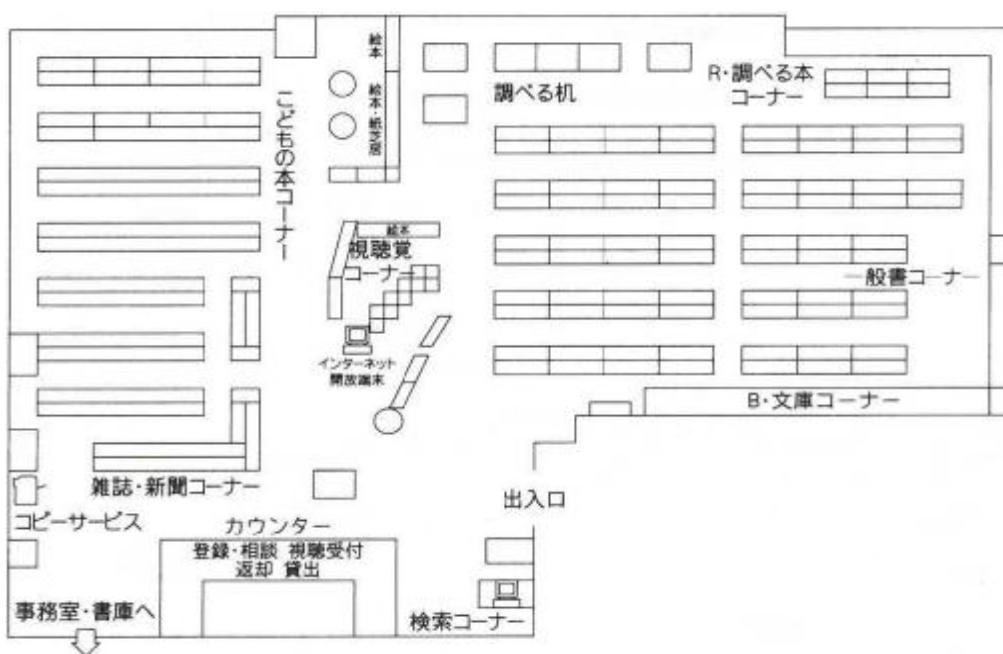 絵本
絵本・紙芝居
こどもの本コーナー
調べる机
R・調べる本
コーナー
絵本
視聴覚
コーナー
一般書コーナー
インターネット
開放端末
B・文庫コーナー
雑誌・新聞コーナー
出入口
コピーサービス
カウンター
登録・相談 視聴受付
返却 貸出
事務室・書庫へ
検索コーナー